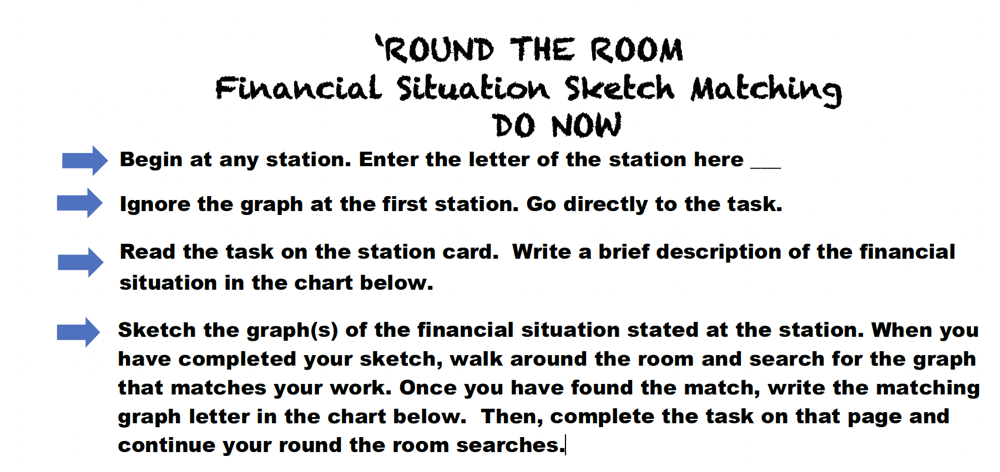 ‘ROUND THE ROOM
Financial Situation Sketch Matching
DO NOW
Begin at any station. Enter the letter of the station here ___
Ignore the graph at the first station. Go directly to the task.
Read the task on the station card.  Write a brief description of the financial
situation in the chart below.
Sketch the graph(s) of the financial situation stated at the station. When you
have completed your sketch, walk around the room and search for the graph
that matches your work. Once you have found the match, write the matching
graph letter in the chart below.  Then, complete the task on that page and
continue your round the room searches.